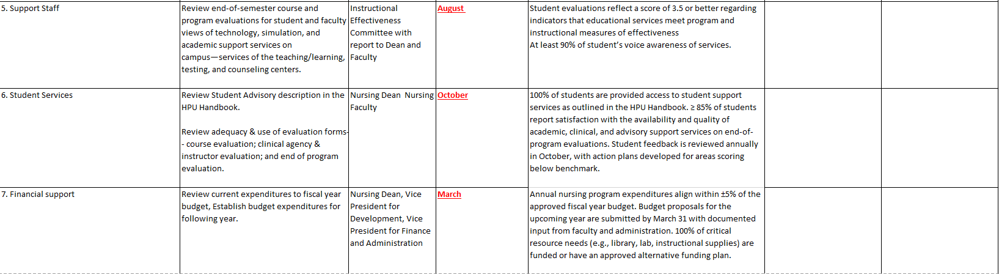 5. Support Staff
Review end-of-semester course and
program evaluations for student and faculty
views of technology, simulation, and
academic support services on
campus—services of the teaching/learning,
testing, and counseling centers.
Instructional
Effectiveness
Committee with
report to Dean and
Faculty
August
Student evaluations reflect a score of 3.5 or better regarding
indicators that educational services meet program and
instructional measures of effectiveness
At least 90% of student’s voice awareness of services.
6. Student Services
Review Student Advisory description in the
HPU Handbook.
Review adequacy & use of evaluation forms-
- course evaluation; clinical agency &
instructor evaluation; and end of program
evaluation.
Nursing Dean  Nursing
Faculty
October
100% of students are provided access to student support
services as outlined in the HPU Handbook. ≥ 85% of students
report satisfaction with the availability and quality of
academic, clinical, and advisory support services on end-of-
program evaluations. Student feedback is reviewed annually
in October, with action plans developed for areas scoring
below benchmark.
7. Financial support
Review current expenditures to fiscal year
budget, Establish budget expenditures for
following year.
Nursing Dean, Vice
President for
Development, Vice
President for Finance
and Administration
March
Annual nursing program expenditures align within ±5% of the
approved fiscal year budget. Budget proposals for the
upcoming year are submitted by March 31 with documented
input from faculty and administration. 100% of critical
resource needs (e.g., library, lab, instructional supplies) are
funded or have an approved alternative funding plan.